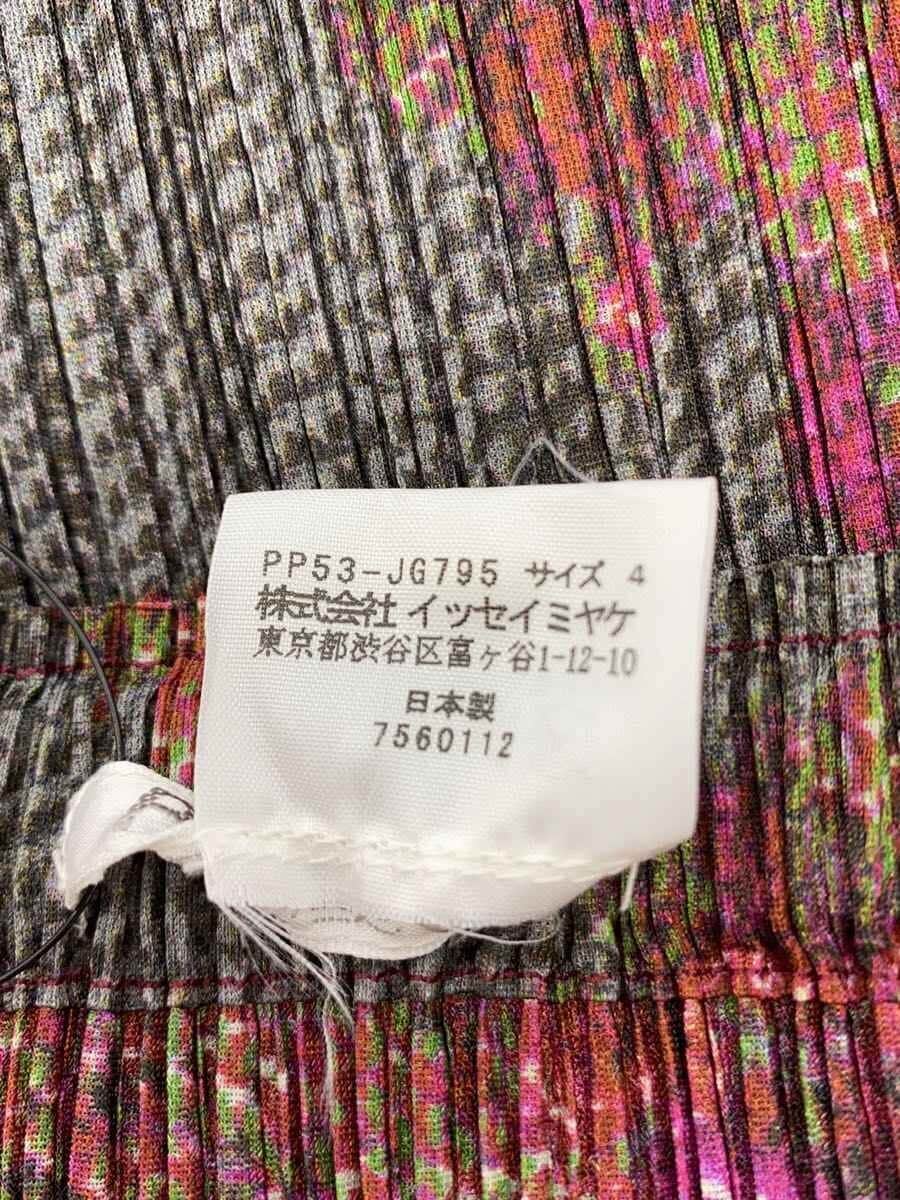 PP53-JG795 サイズ 4
株式会社 イッセイミヤケ
東京都渋谷区富ヶ谷1-12-10
日本製
7560112